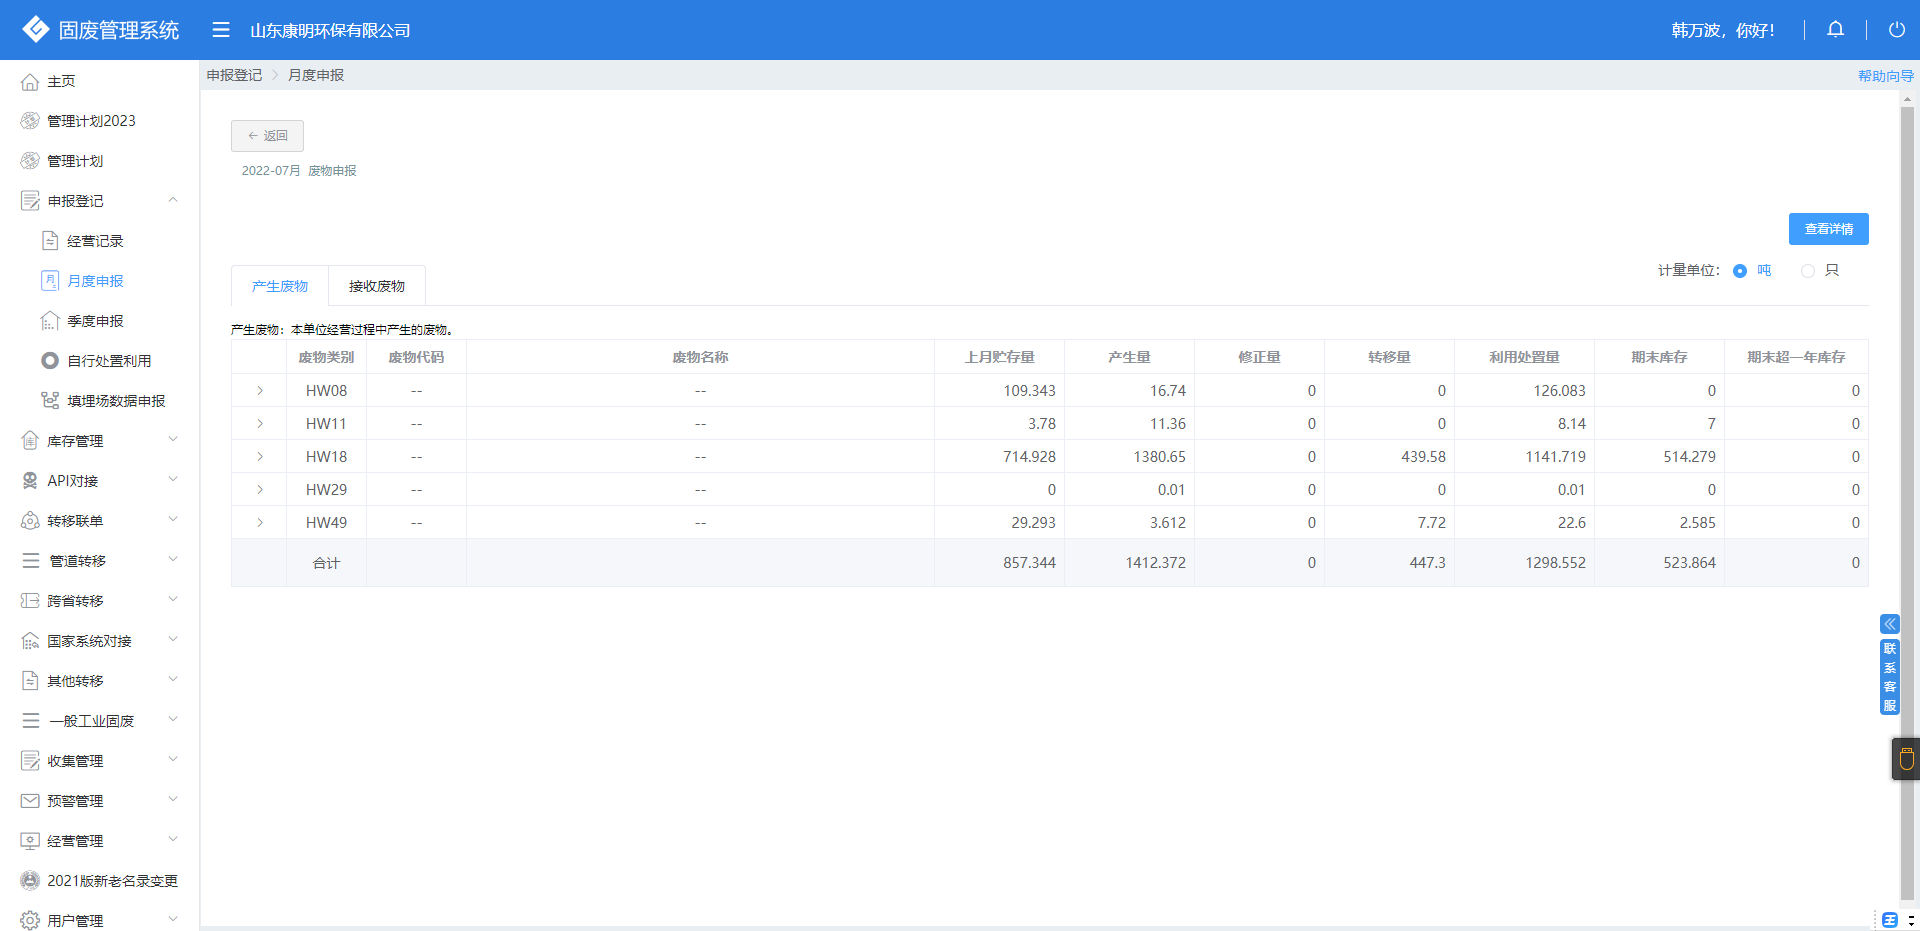 固废管理系统
山东康明环保有限公司
韩万波，你好！
主页
管理计划2023
管理计划
申报登记
经营记录
月度申报
季度申报
自行处置利用
填埋场数据申报
库存管理
API对接
转移联单
管道转移
跨省转移
国家系统对接
其他转移
一般工业固废
收集管理
预警管理
经营管理
2021版新老名录变更
用户管理
申报登记 > 月度申报
帮助向导
← 返回
2022-07月 废物申报
查看详情
计量单位： 吨 只
产生废物 接收废物
产生废物：本单位经营过程中产生的废物。
废物类别 废物代码 废物名称 上月贮存量 产生量 修正量 转移量 利用处置量 期末库存 期末超一年库存
HW08 -- -- 109.343 16.74 0 0 126.083 0 0
HW11 -- -- 3.78 11.36 0 0 8.14 7 0
HW18 -- -- 714.928 1380.65 0 439.58 1141.719 514.279 0
HW29 -- -- 0 0.01 0 0 0.01 0 0
HW49 -- -- 29.293 3.612 0 7.72 22.6 2.585 0
合计 857.344 1412.372 0 447.3 1298.552 523.864 0
联系客服